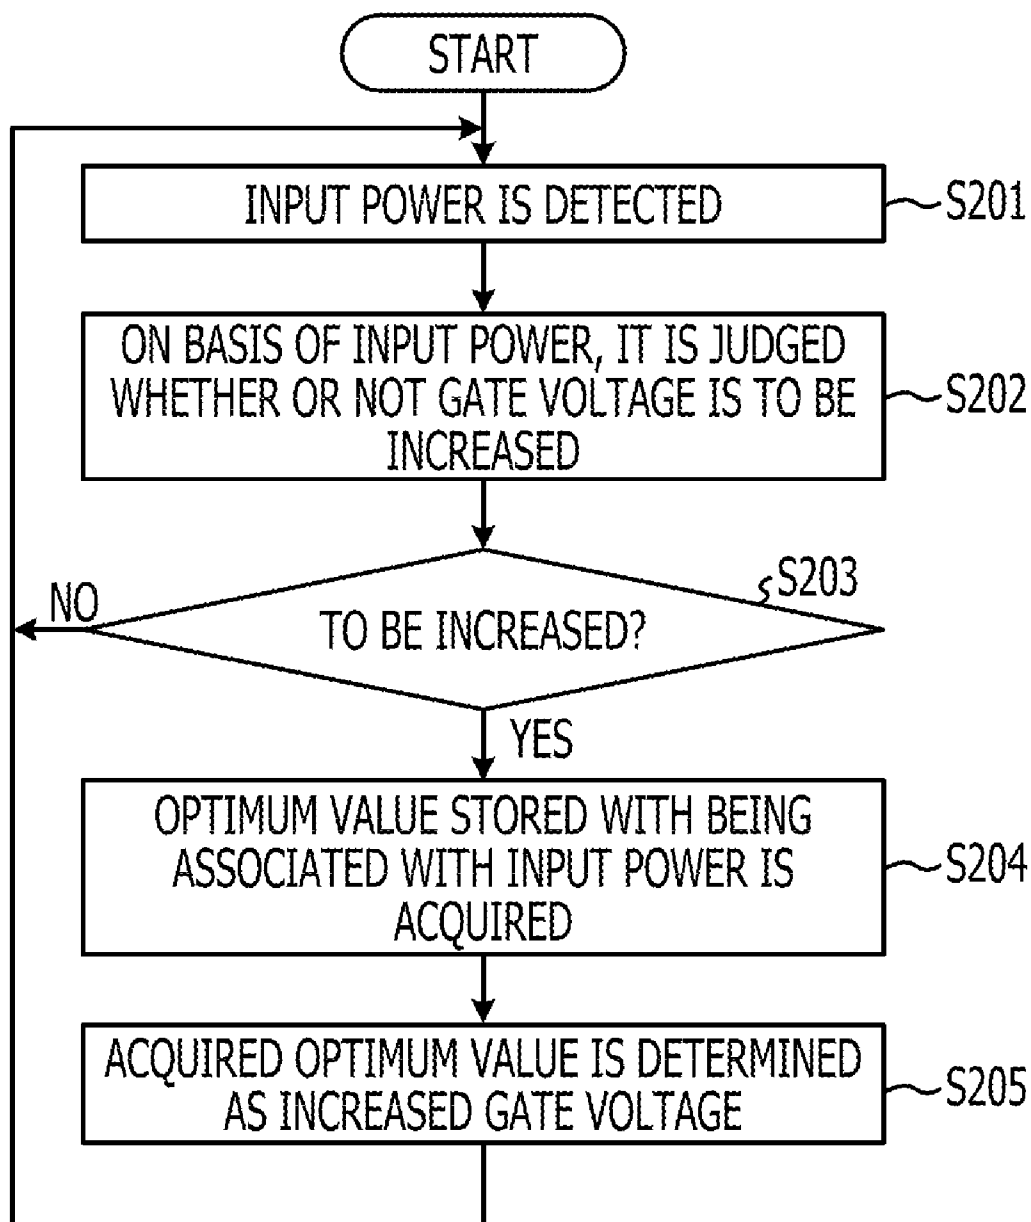 START
INPUT POWER IS DETECTED
S201
ON BASIS OF INPUT POWER, IT IS JUDGED
WHETHER OR NOT GATE VOLTAGE IS TO BE
INCREASED
S202
S203
NO
TO BE INCREASED?
YES
OPTIMUM VALUE STORED WITH BEING
ASSOCIATED WITH INPUT POWER IS
ACQUIRED
S204
ACQUIRED OPTIMUM VALUE IS DETERMINED
AS INCREASED GATE VOLTAGE
S205